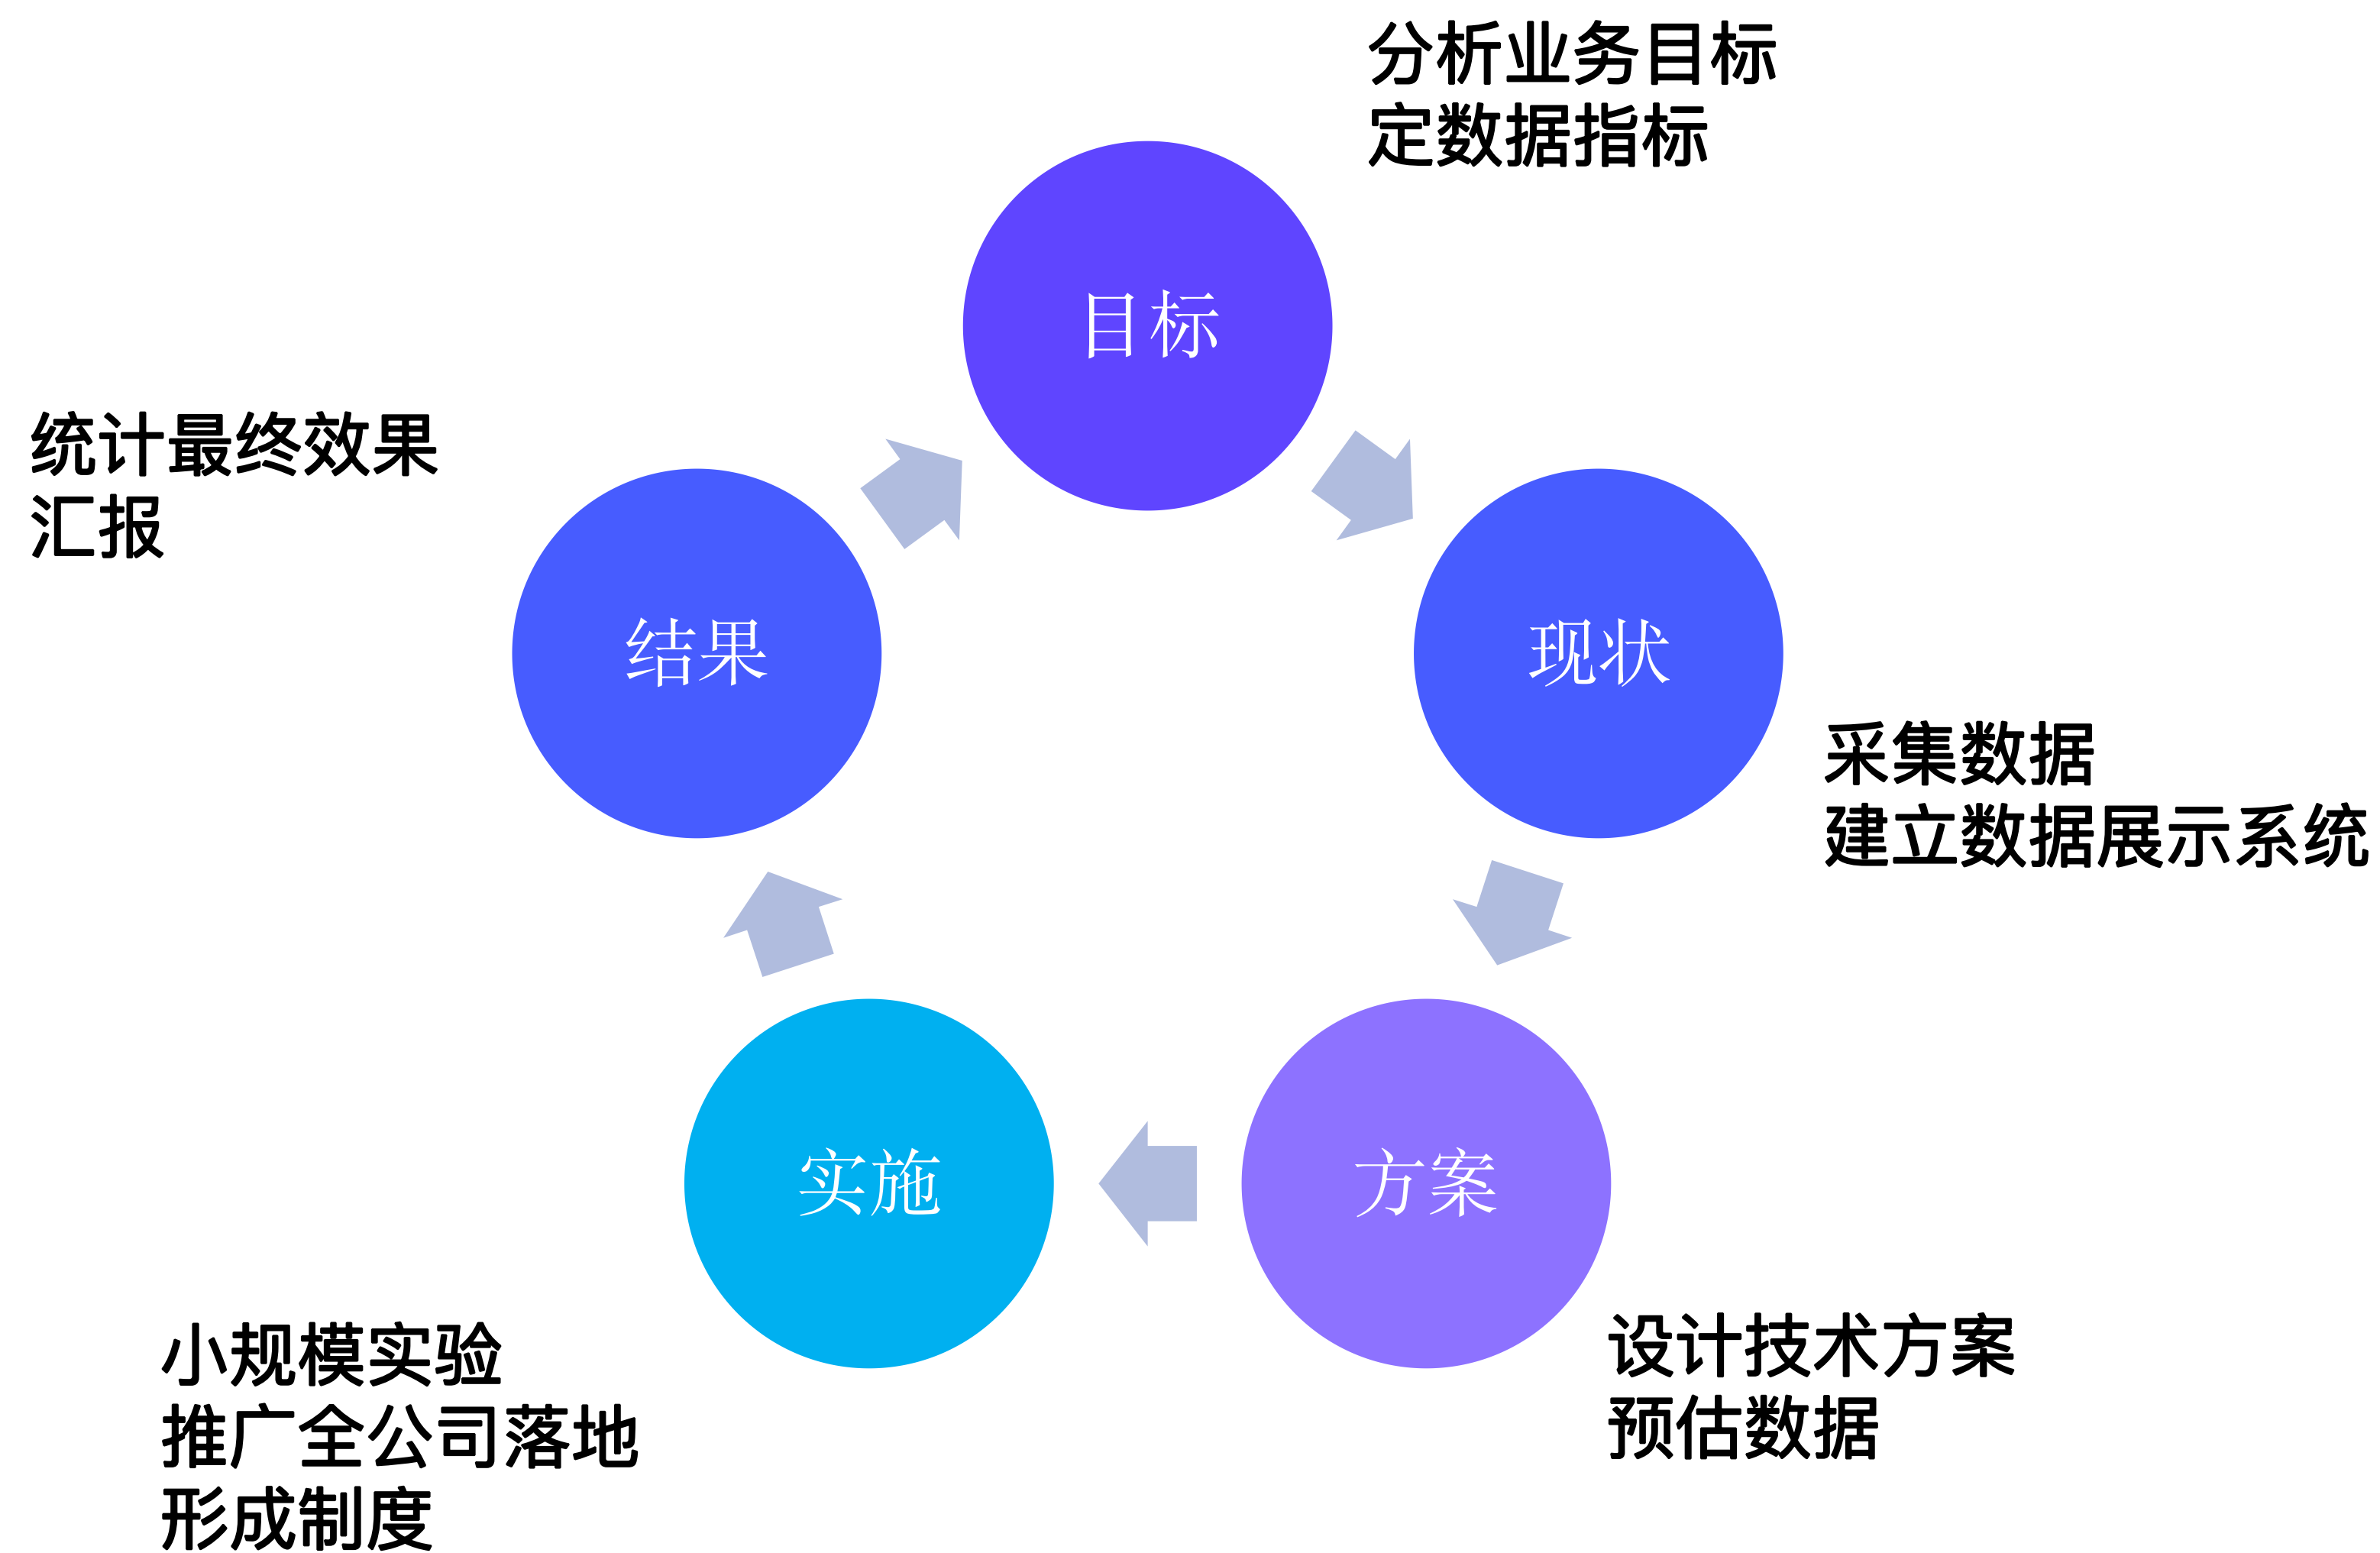 分析业务目标
定数据指标
目标
统计最终效果
汇报
结果
现状
采集数据
建立数据展示系统
实施
方案
小规模实验
推广全公司落地
形成制度
设计技术方案
预估数据